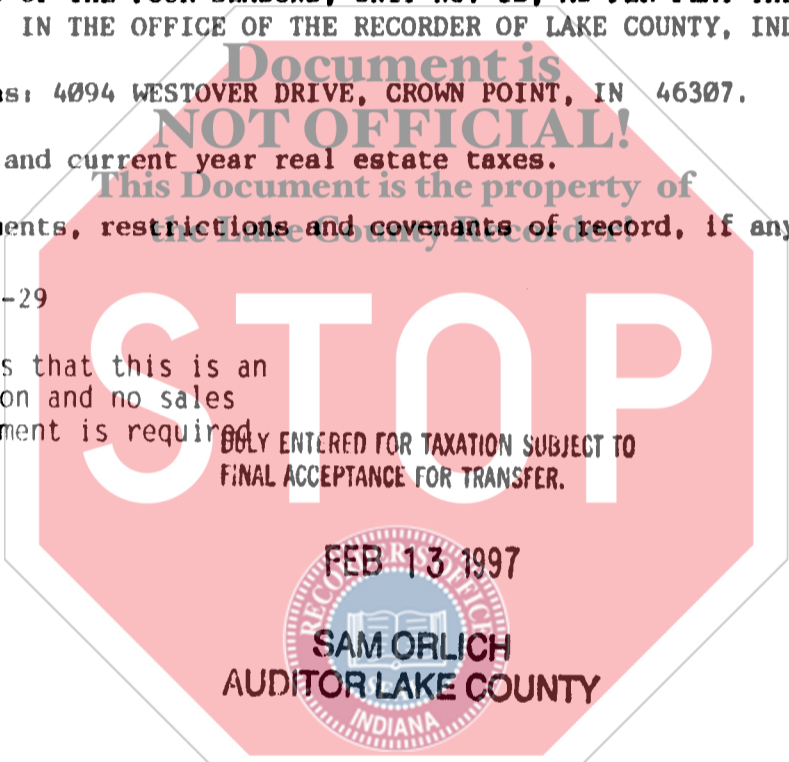 IN THE OFFICE OF THE RECORDER OF LAKE COUNTY, IND
Document is
s: 4094 WESTOVER DRIVE, CROWN POINT, IN 46307.
NOT OFFICIAL!
and current year real estate taxes.
This Document is the property of
ents, restrictions and covenants of record, if any
the Lake County Recorder!
-29
STOP
s that this is an
on and no sales
ment is required
DULY ENTERED FOR TAXATION SUBJECT TO
FINAL ACCEPTANCE FOR TRANSFER.
FEB 13 1997
RECORDER'S OFFICE
SAM ORLICH
AUDITOR LAKE COUNTY
INDIANA